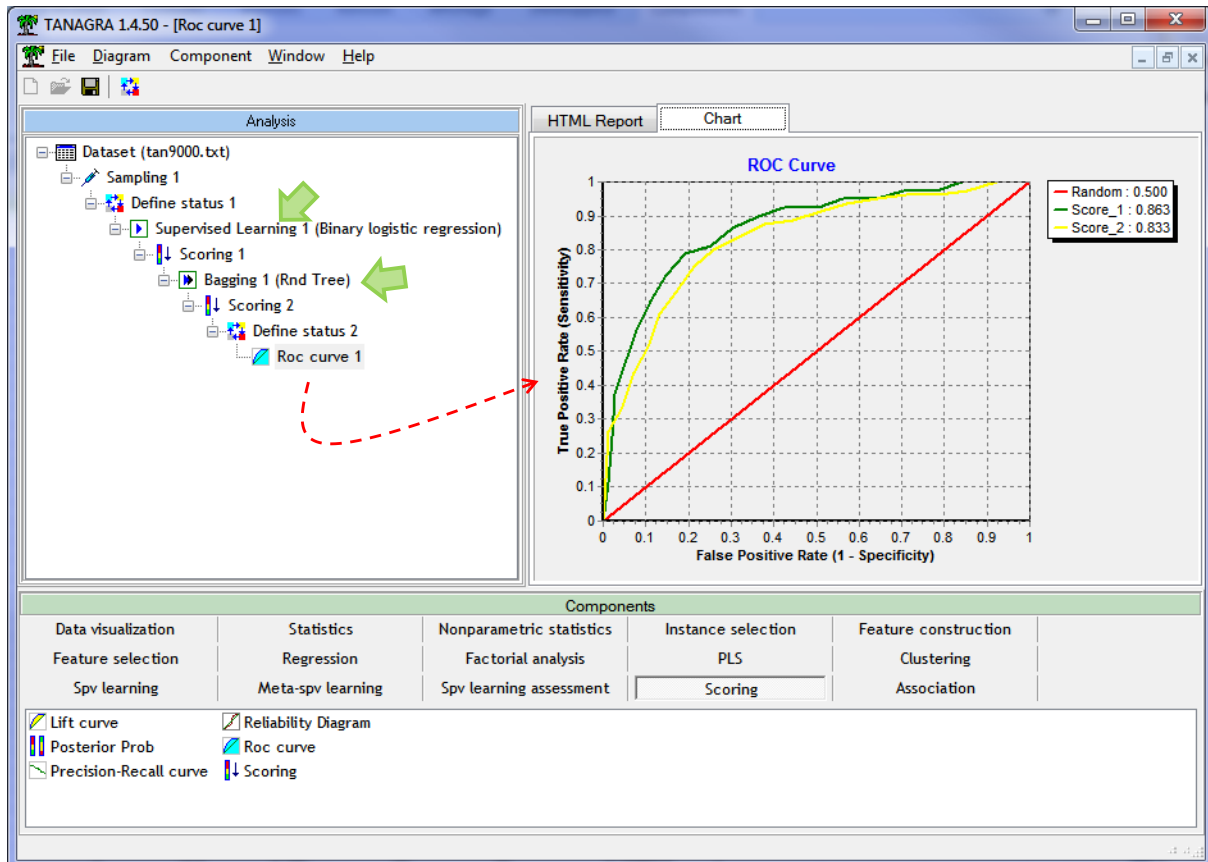 TANAGRA 1.4.50 - [Roc curve 1]
File Diagram Component Window Help
Analysis
Dataset (tan9000.txt)
Sampling 1
Define status 1
Supervised Learning 1 (Binary logistic regression)
Scoring 1
Bagging 1 (Rnd Tree)
Scoring 2
Define status 2
Roc curve 1
HTML Report Chart
ROC Curve
True Positive Rate (Sensitivity)
1
0.9
0.8
0.7
0.6
0.5
0.4
0.3
0.2
0.1
0
0 0.1 0.2 0.3 0.4 0.5 0.6 0.7 0.8 0.9 1
False Positive Rate (1 - Specificity)
Random : 0.500
Score_1 : 0.863
Score_2 : 0.833
Components
Data visualization Statistics Nonparametric statistics Instance selection Feature construction
Feature selection Regression Factorial analysis PLS Clustering
Spv learning Meta-spv learning Spv learning assessment Scoring Association
Lift curve Reliability Diagram
Posterior Prob Roc curve
Precision-Recall curve Scoring